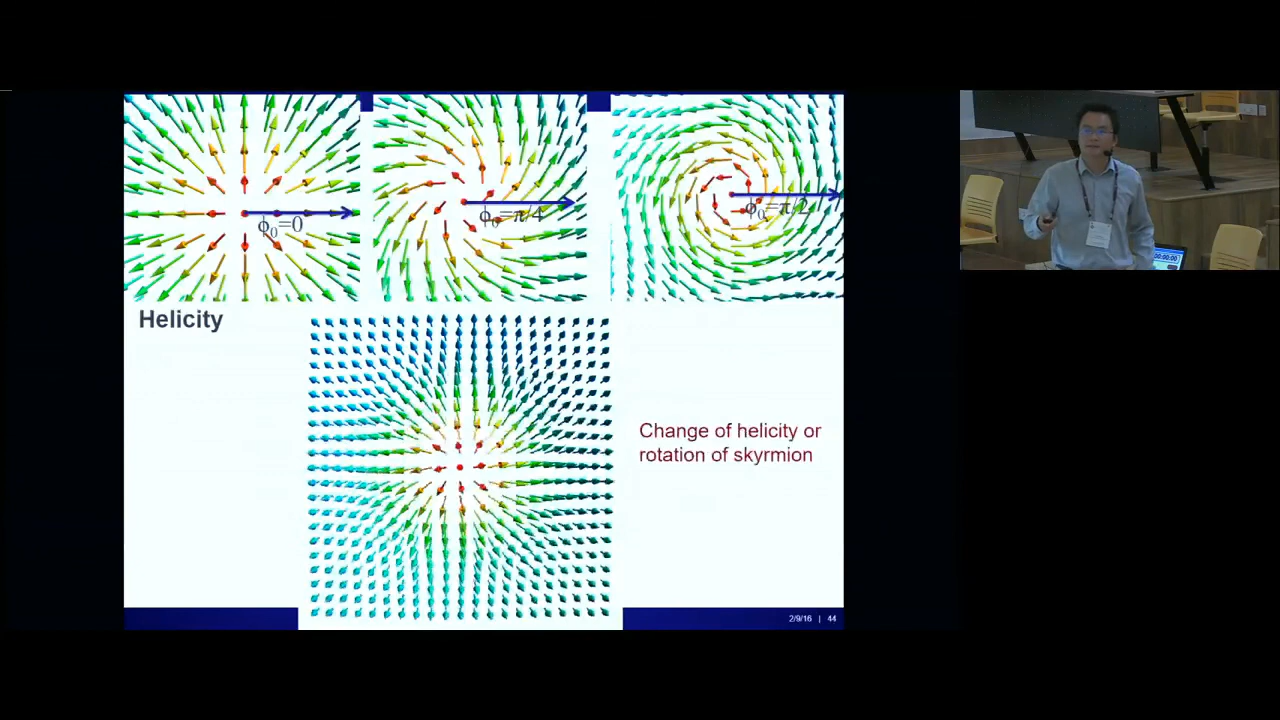 ϕ₀=0
ϕ₀=π/4
ϕ₀=π/2
Helicity
Change of helicity or
rotation of skyrmion
2/9/16 | 44